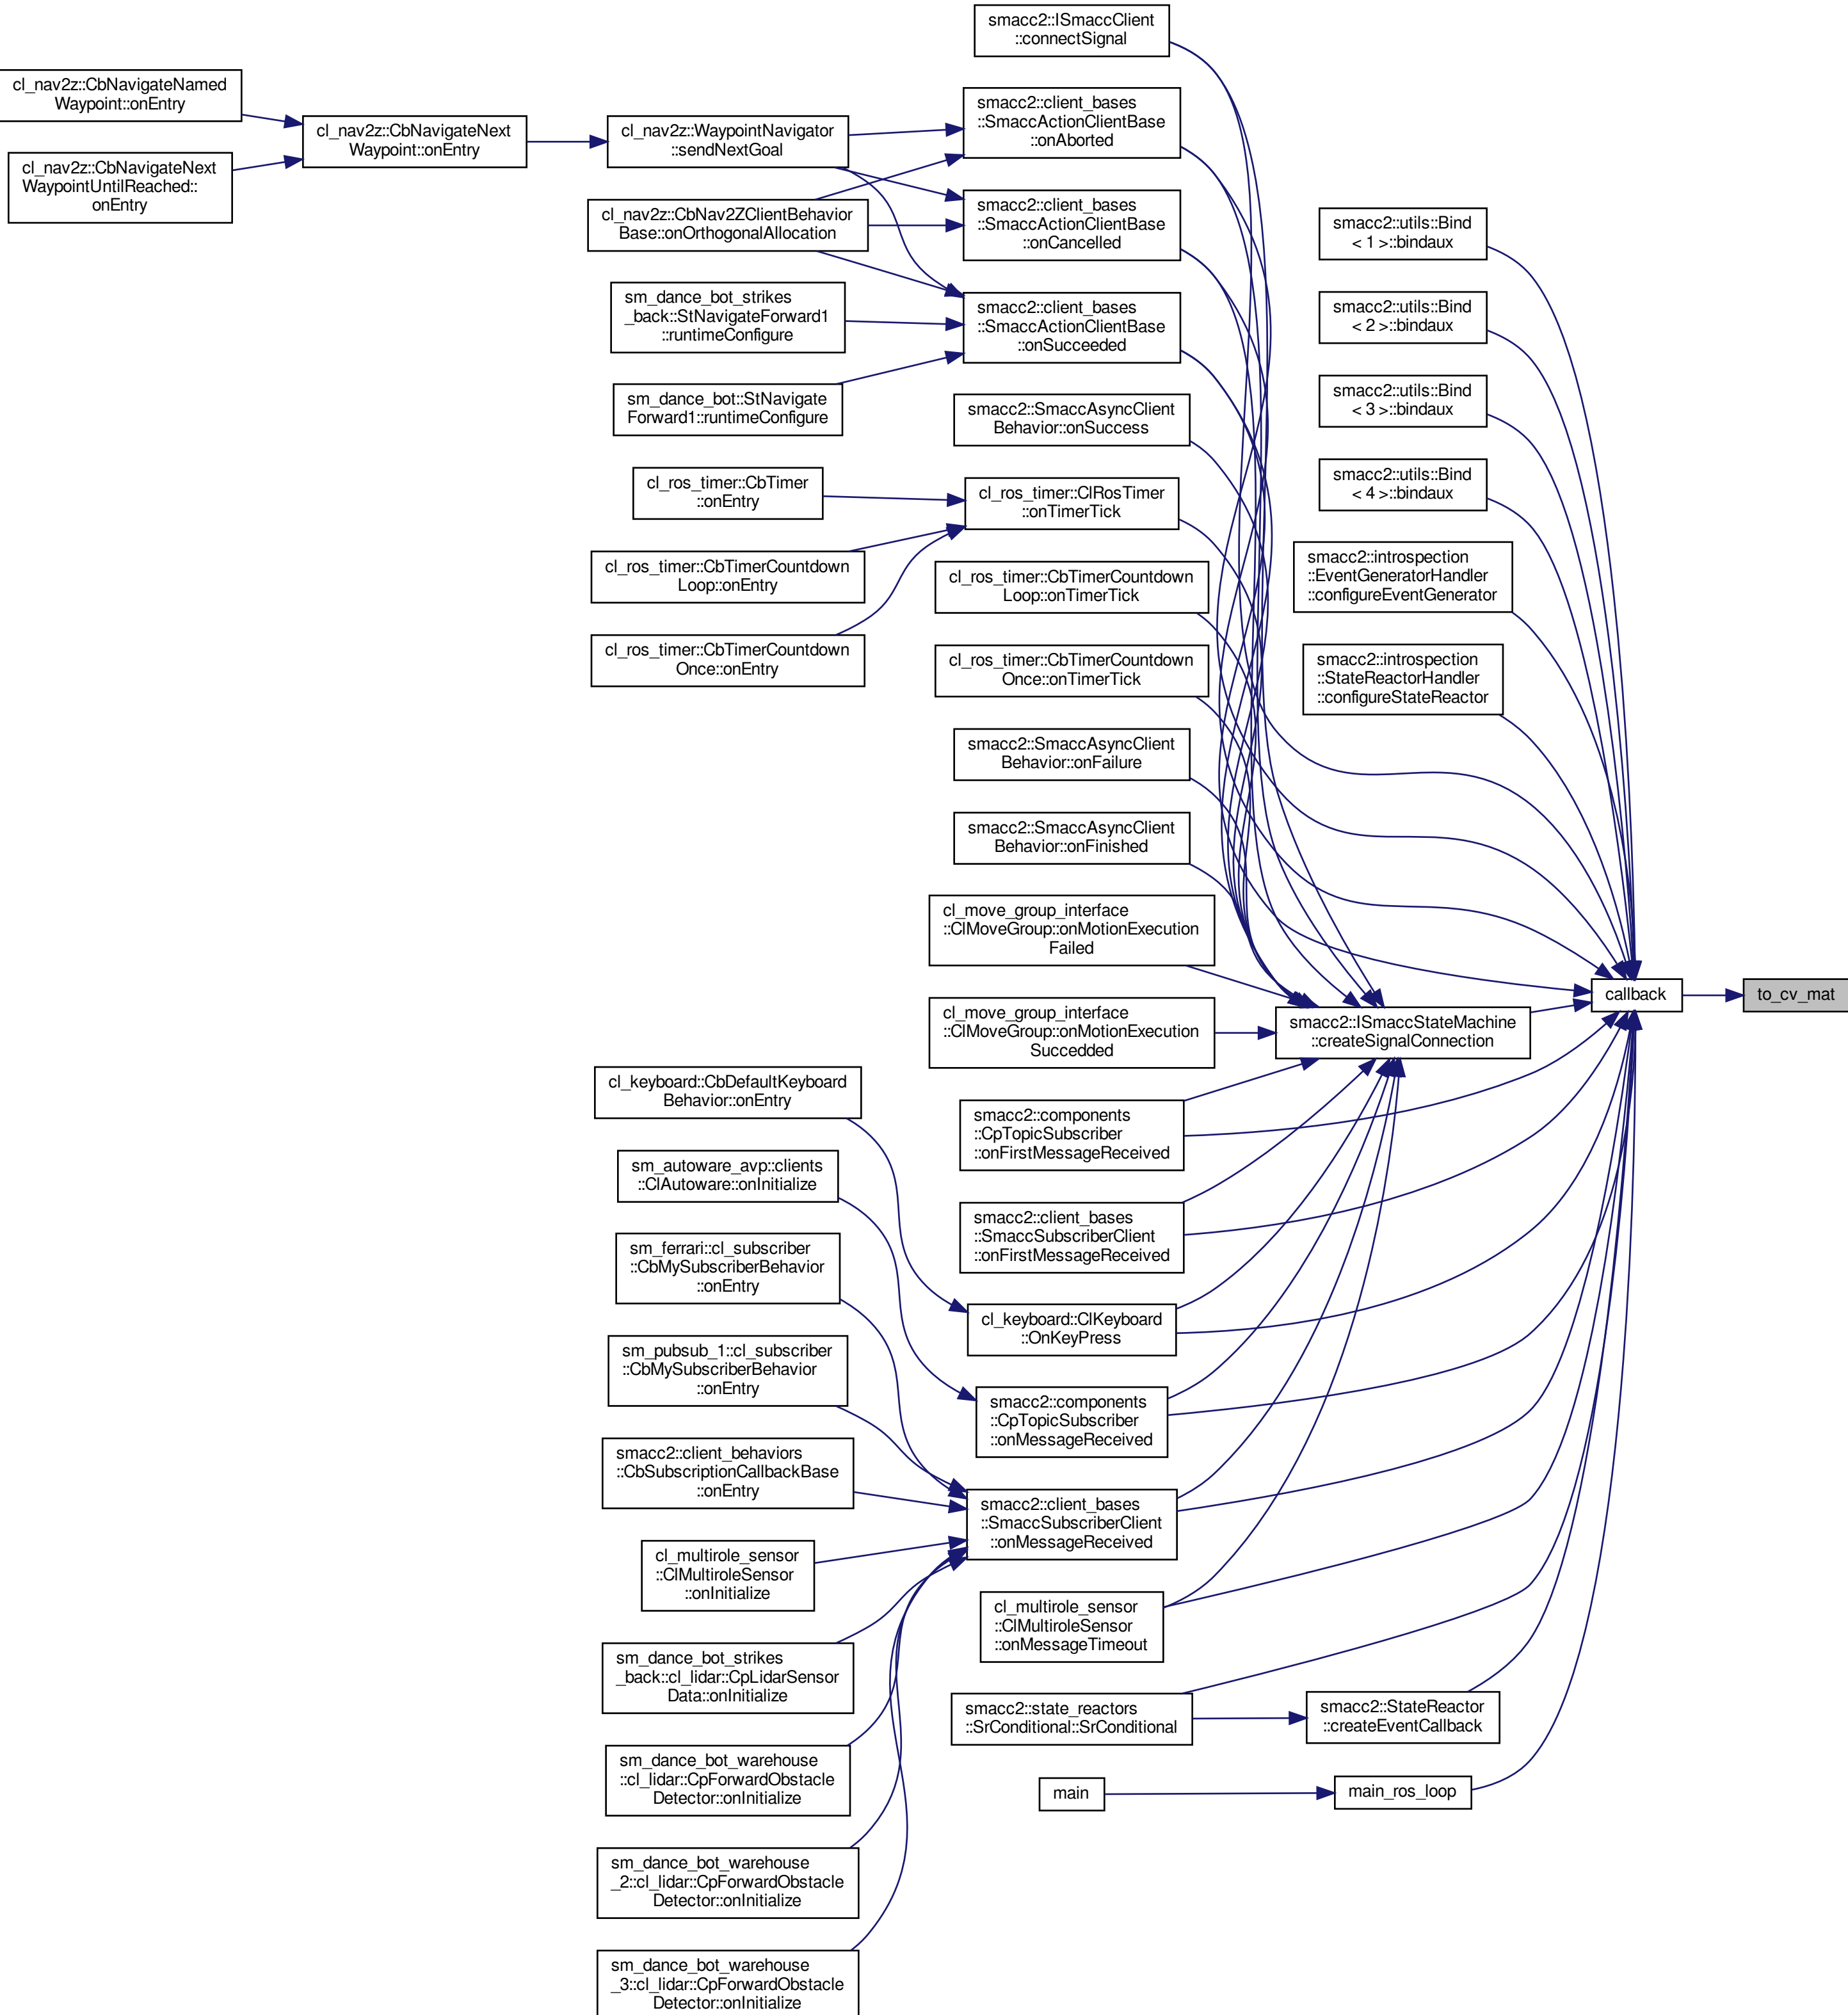 smacc2::ISmaccClient
::connectSignal
cl_nav2z::CbNavigateNamed
Waypoint::onEntry
cl_nav2z::CbNavigateNext
WaypointUntilReached::
onEntry
cl_nav2z::CbNavigateNext
Waypoint::onEntry
cl_nav2z::WaypointNavigator
::sendNextGoal
cl_nav2z::CbNav2ZClientBehavior
Base::onOrthogonalAllocation
sm_dance_bot_strikes
_back::StNavigateForward1
::runtimeConfigure
sm_dance_bot::StNavigate
Forward1::runtimeConfigure
cl_ros_timer::CbTimer
::onEntry
cl_ros_timer::CbTimerCountdown
Loop::onEntry
cl_ros_timer::CbTimerCountdown
Once::onEntry
cl_keyboard::CbDefaultKeyboard
Behavior::onEntry
sm_autoware_avp::clients
::ClAutoware::onInitialize
sm_ferrari::cl_subscriber
::CbMySubscriberBehavior
::onEntry
sm_pubsub_1::cl_subscriber
::CbMySubscriberBehavior
::onEntry
smacc2::client_behaviors
::CbSubscriptionCallbackBase
::onEntry
cl_multirole_sensor
::ClMultiroleSensor
::onInitialize
sm_dance_bot_strikes
_back::cl_lidar::CpLidarSensor
Data::onInitialize
sm_dance_bot_warehouse
::cl_lidar::CpForwardObstacle
Detector::onInitialize
sm_dance_bot_warehouse
_2::cl_lidar::CpForwardObstacle
Detector::onInitialize
sm_dance_bot_warehouse
_3::cl_lidar::CpForwardObstacle
Detector::onInitialize
smacc2::client_bases
::SmaccActionClientBase
::onAborted
smacc2::client_bases
::SmaccActionClientBase
::onCancelled
smacc2::client_bases
::SmaccActionClientBase
::onSucceeded
smacc2::SmaccAsyncClient
Behavior::onSuccess
cl_ros_timer::ClRosTimer
::onTimerTick
cl_ros_timer::CbTimerCountdown
Loop::onTimerTick
cl_ros_timer::CbTimerCountdown
Once::onTimerTick
smacc2::SmaccAsyncClient
Behavior::onFailure
smacc2::SmaccAsyncClient
Behavior::onFinished
cl_move_group_interface
::ClMoveGroup::onMotionExecution
Failed
cl_move_group_interface
::ClMoveGroup::onMotionExecution
Succedded
smacc2::components
::CpTopicSubscriber
::onFirstMessageReceived
smacc2::client_bases
::SmaccSubscriberClient
::onFirstMessageReceived
cl_keyboard::ClKeyboard
::OnKeyPress
smacc2::components
::CpTopicSubscriber
::onMessageReceived
smacc2::client_bases
::SmaccSubscriberClient
::onMessageReceived
cl_multirole_sensor
::ClMultiroleSensor
::onMessageTimeout
smacc2::state_reactors
::SrConditional::SrConditional
main
smacc2::utils::Bind
< 1 >::bindaux
smacc2::utils::Bind
< 2 >::bindaux
smacc2::utils::Bind
< 3 >::bindaux
smacc2::utils::Bind
< 4 >::bindaux
smacc2::introspection
::EventGeneratorHandler
::configureEventGenerator
smacc2::introspection
::StateReactorHandler
::configureStateReactor
smacc2::ISmaccStateMachine
::createSignalConnection
smacc2::StateReactor
::createEventCallback
main_ros_loop
callback
to_cv_mat